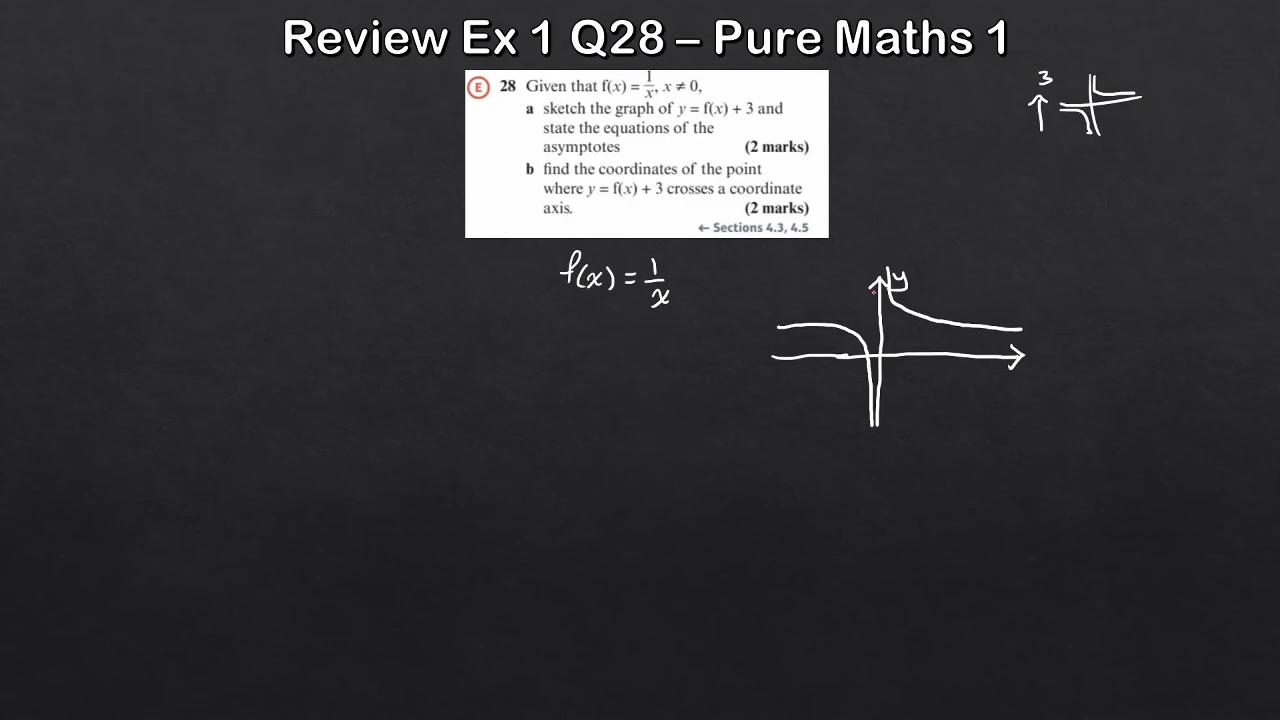 Review Ex 1 Q28 – Pure Maths 1
E 28 Given that f(x) = 1/x, x ≠ 0,
a sketch the graph of y = f(x) + 3 and
state the equations of the
asymptotes (2 marks)
b find the coordinates of the point
where y = f(x) + 3 crosses a coordinate
axis. (2 marks)
← Sections 4.3, 4.5
3
f(x) = 1/x
y